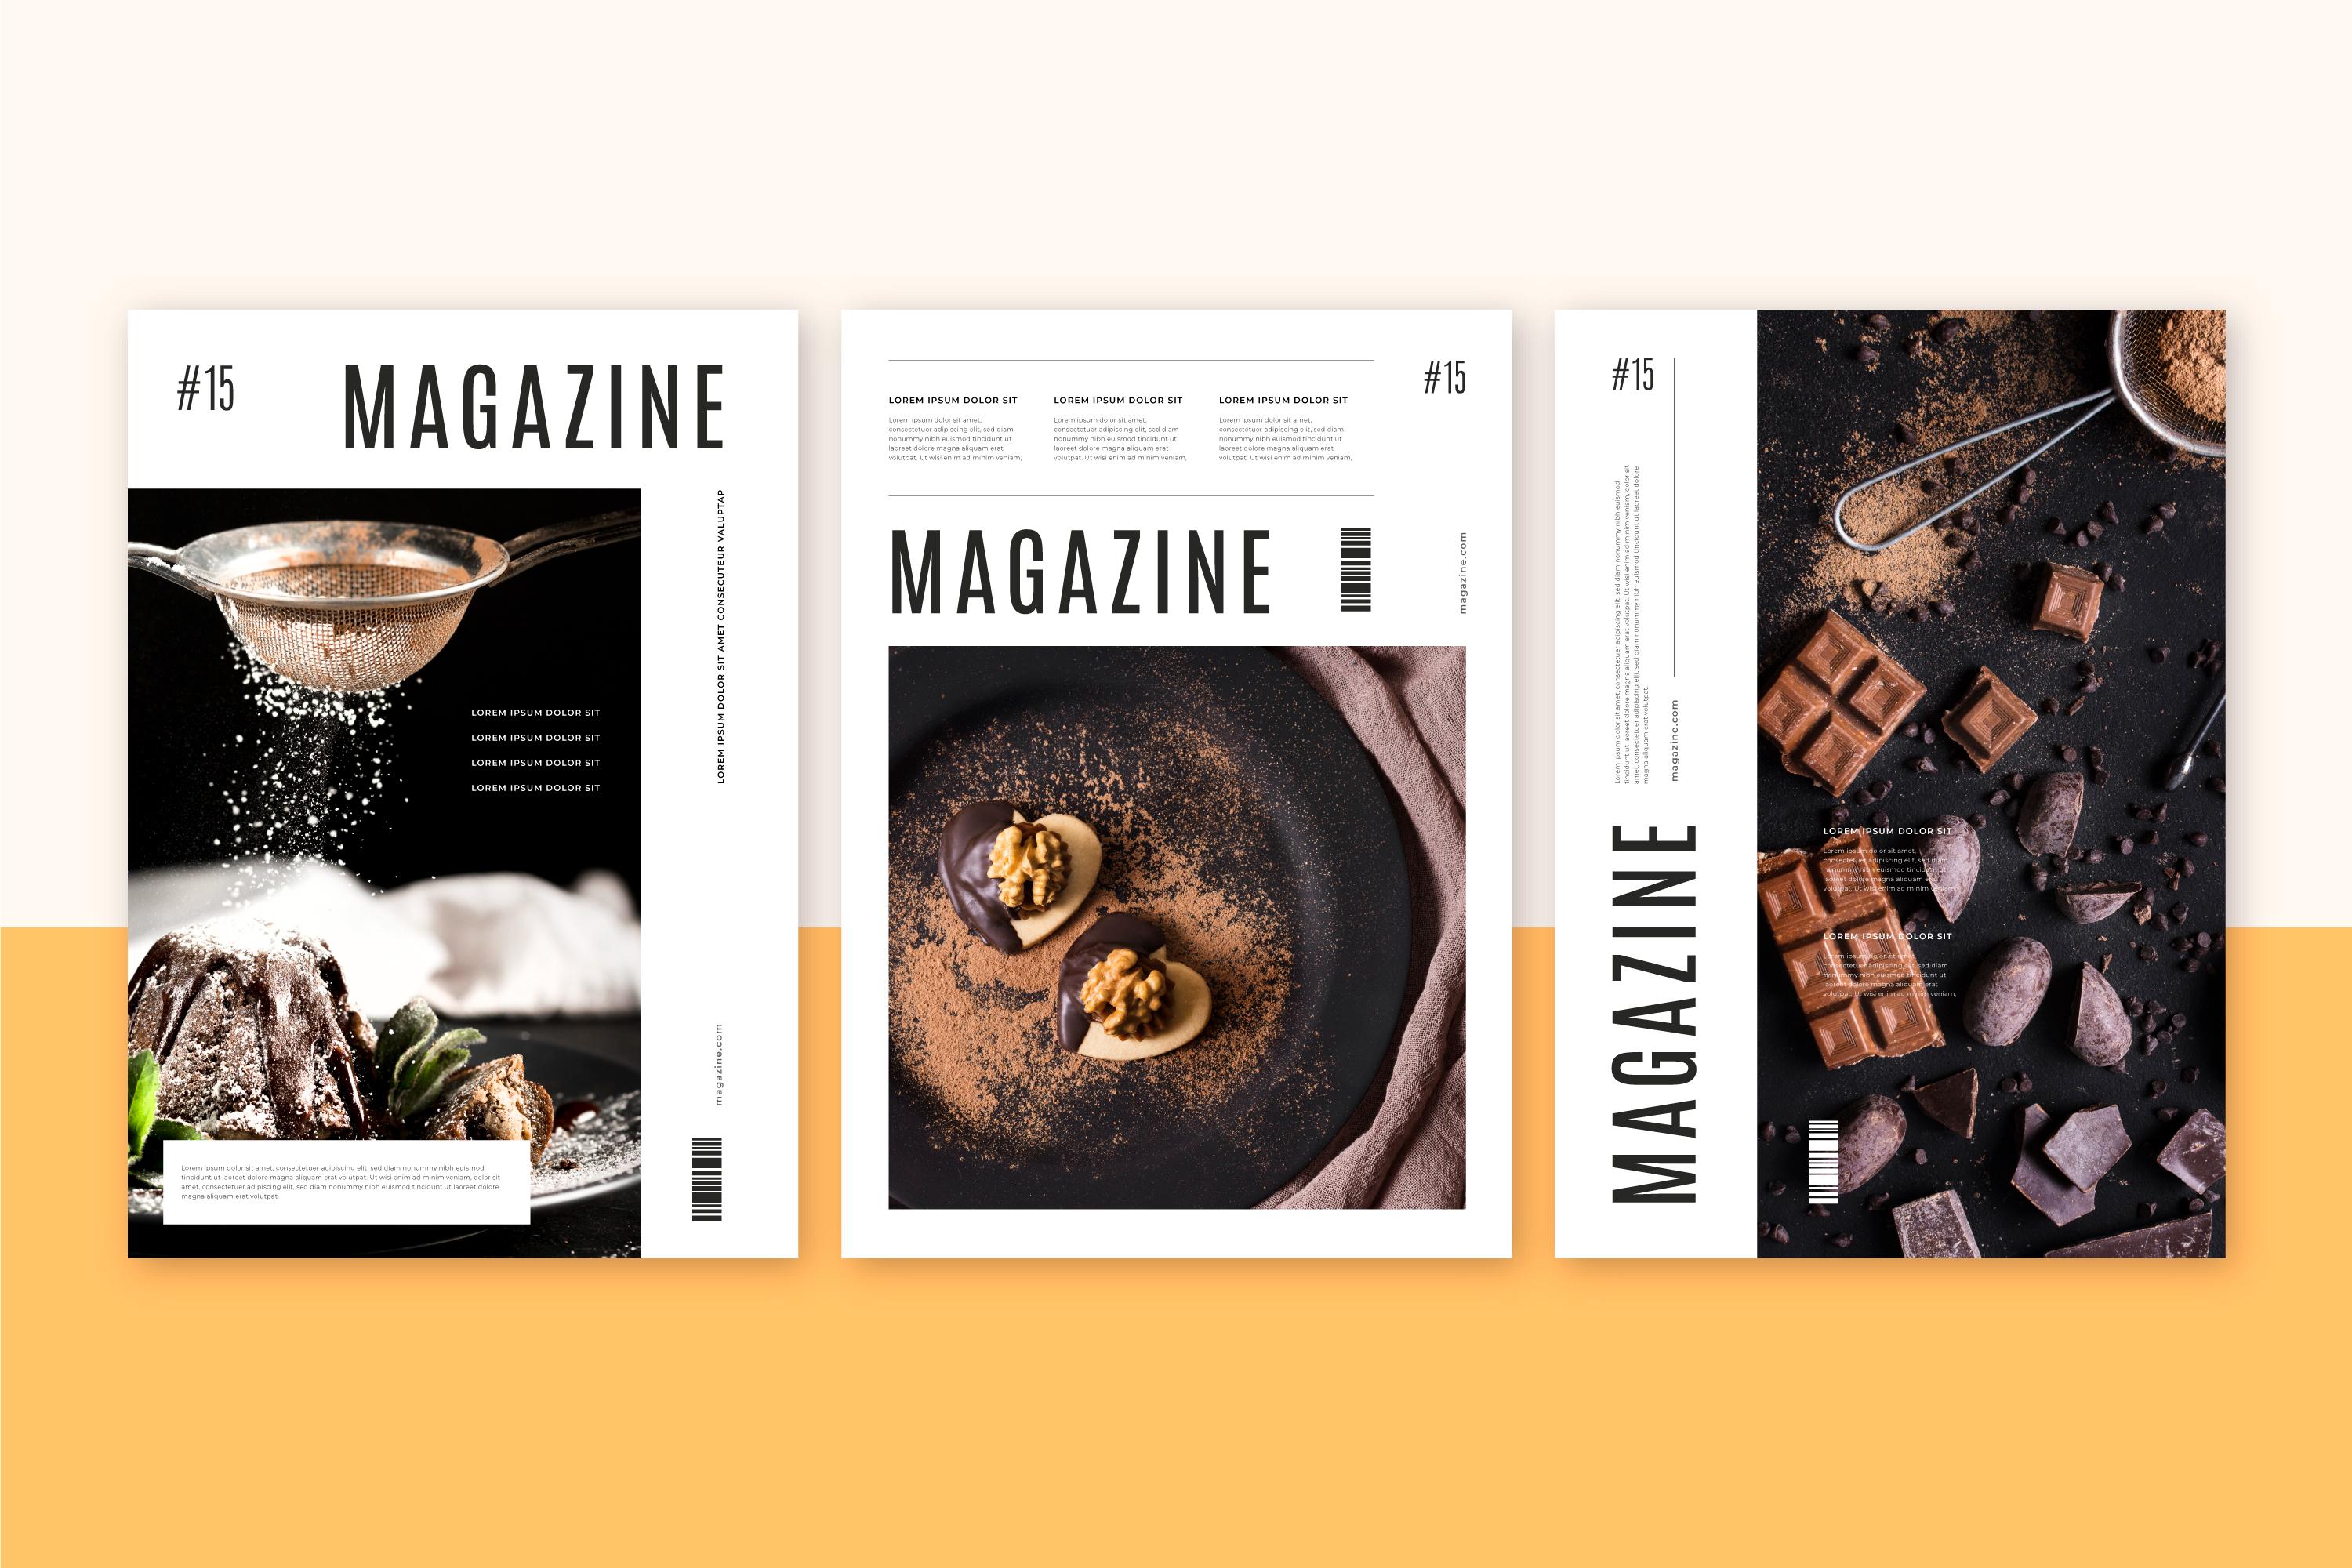 #15
MAGAZINE
LOREM IPSUM DOLOR SIT AMET CONSECUTEUR VALUPTAP
LOREM IPSUM DOLOR SIT
LOREM IPSUM DOLOR SIT
LOREM IPSUM DOLOR SIT
LOREM IPSUM DOLOR SIT
magazine.com
Lorem ipsum dolor sit amet, consectetuer adipiscing elit, sed diam nonummy nibh euismod
tincidunt ut laoreet dolore magna aliquam erat volutpat. Ut wisi enim ad minim veniam, dolor sit
amet, consectetuer adipiscing elit, sed diam nonummy nibh euismod tincidunt ut laoreet dolore
magna aliquam erat volutpat.
#15
LOREM IPSUM DOLOR SIT
Lorem ipsum dolor sit amet,
consectetuer adipiscing elit, sed diam
nonummy nibh euismod tincidunt ut
laoreet dolore magna aliquam erat
volutpat. Ut wisi enim ad minim veniam,
LOREM IPSUM DOLOR SIT
Lorem ipsum dolor sit amet,
consectetuer adipiscing elit, sed diam
nonummy nibh euismod tincidunt ut
laoreet dolore magna aliquam erat
volutpat. Ut wisi enim ad minim veniam,
LOREM IPSUM DOLOR SIT
Lorem ipsum dolor sit amet,
consectetuer adipiscing elit, sed diam
nonummy nibh euismod tincidunt ut
laoreet dolore magna aliquam erat
volutpat. Ut wisi enim ad minim veniam,
MAGAZINE
magazine.com
#15
Lorem ipsum dolor sit amet, consectetuer adipiscing elit, sed diam nonummy nibh euismod
tincidunt ut laoreet dolore magna aliquam erat volutpat. Ut wisi enim ad minim veniam, dolor sit
amet, consectetuer adipiscing elit, sed diam nonummy nibh euismod tincidunt ut laoreet dolore
magna aliquam erat volutpat.
magazine.com
MAGAZINE
LOREM IPSUM DOLOR SIT
Lorem ipsum dolor sit amet,
consectetuer adipiscing elit, sed diam
nonummy nibh euismod tincidunt ut
laoreet dolore magna aliquam erat
volutpat. Ut wisi enim ad minim
LOREM IPSUM DOLOR SIT
Lorem ipsum dolor sit amet,
consectetuer adipiscing elit, sed diam
nonummy nibh euismod tincidunt ut
laoreet dolore magna aliquam erat
volutpat. Ut wisi enim ad minim veniam,